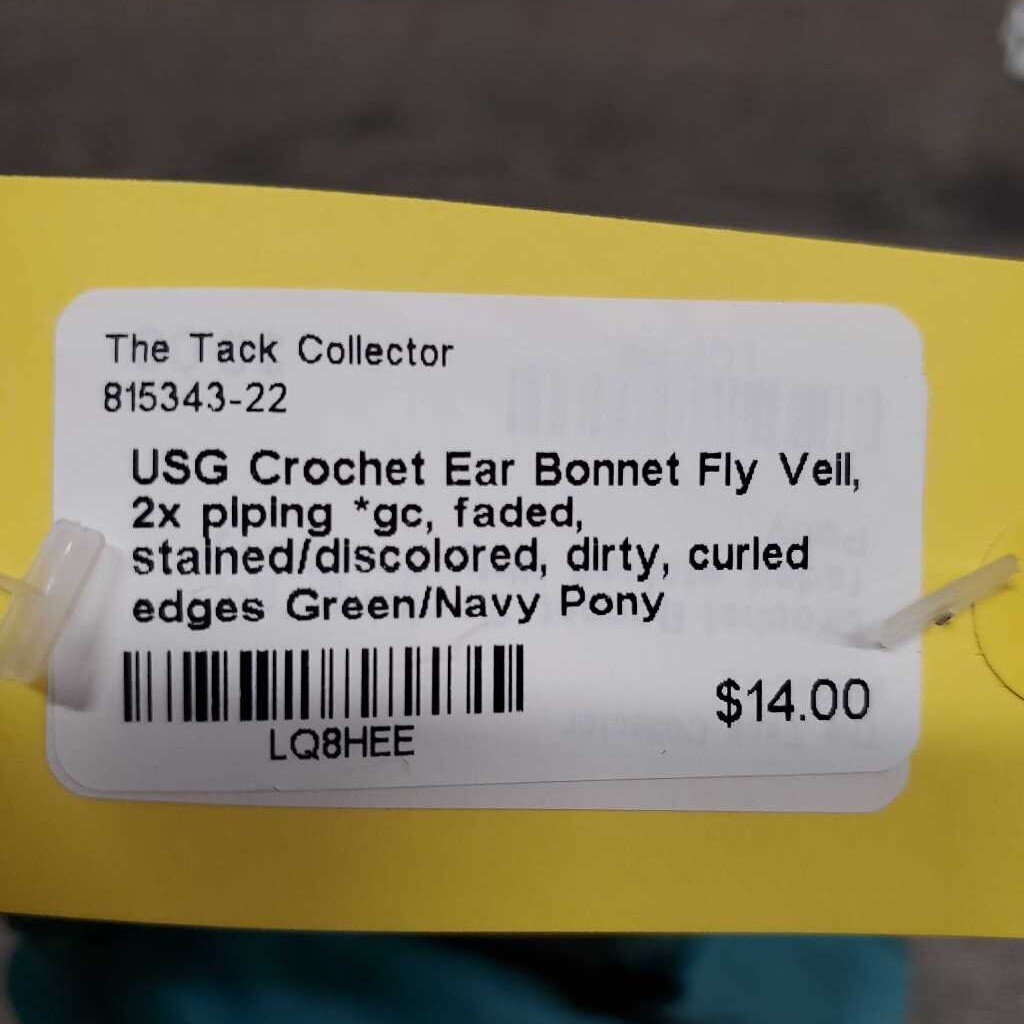 The Tack Collector
815343-22
USG Crochet Ear Bonnet Fly Veil,
2x piping *gc, faded,
stained/discolored, dirty, curled
edges Green/Navy Pony
$14.00
LQ8HEE